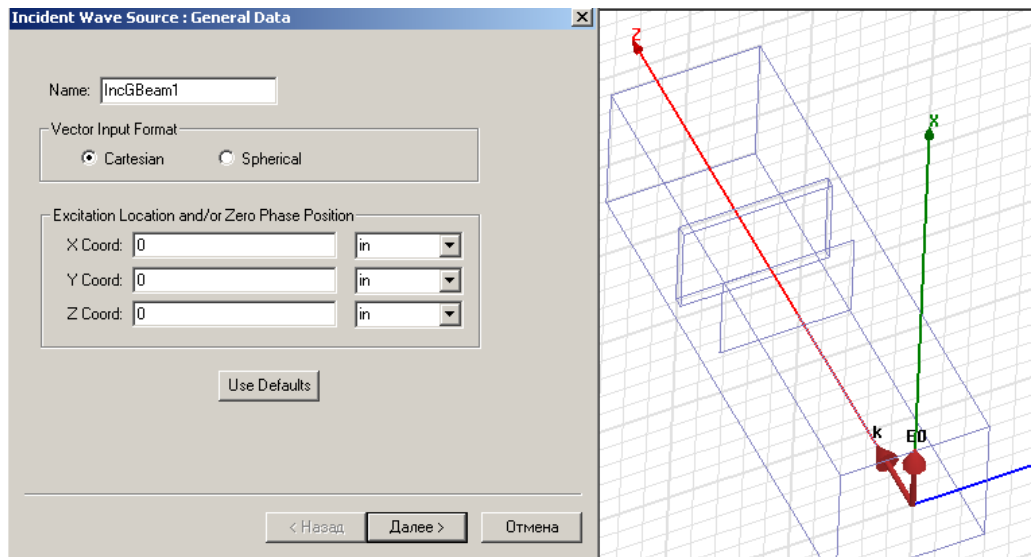 Incident Wave Source : General Data
Name: IncGBeam1
Vector Input Format
Cartesian Spherical
Excitation Location and/or Zero Phase Position
X Coord: 0 in
Y Coord: 0 in
Z Coord: 0 in
Use Defaults
< Назад Далее > Отмена
Z
X
k E0